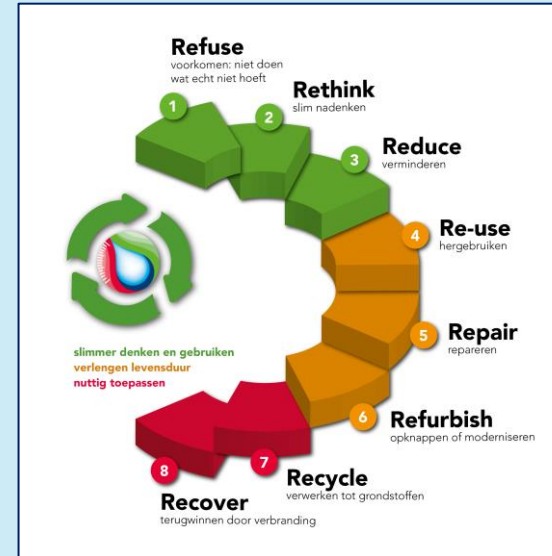 Refuse
voorkomen: niet doen
wat echt niet hoeft
1
Rethink
slim nadenken
2
Reduce
verminderen
3
Re-use
hergebruiken
4
Repair
repareren
5
Refurbish
opknappen of moderniseren
6
Recycle
verwerken tot grondstoffen
7
Recover
terugwinnen door verbranding
8
slimmer denken en gebruiken
verlengen levensduur
nuttig toepassen